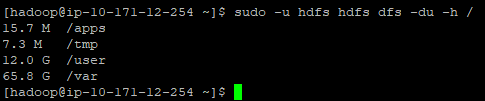 [hadoop@ip-10-171-12-254 ~]$ sudo -u hdfs hdfs dfs -du -h /
15.7 M  /apps
7.3 M   /tmp
12.0 G  /user
65.8 G  /var
[hadoop@ip-10-171-12-254 ~]$